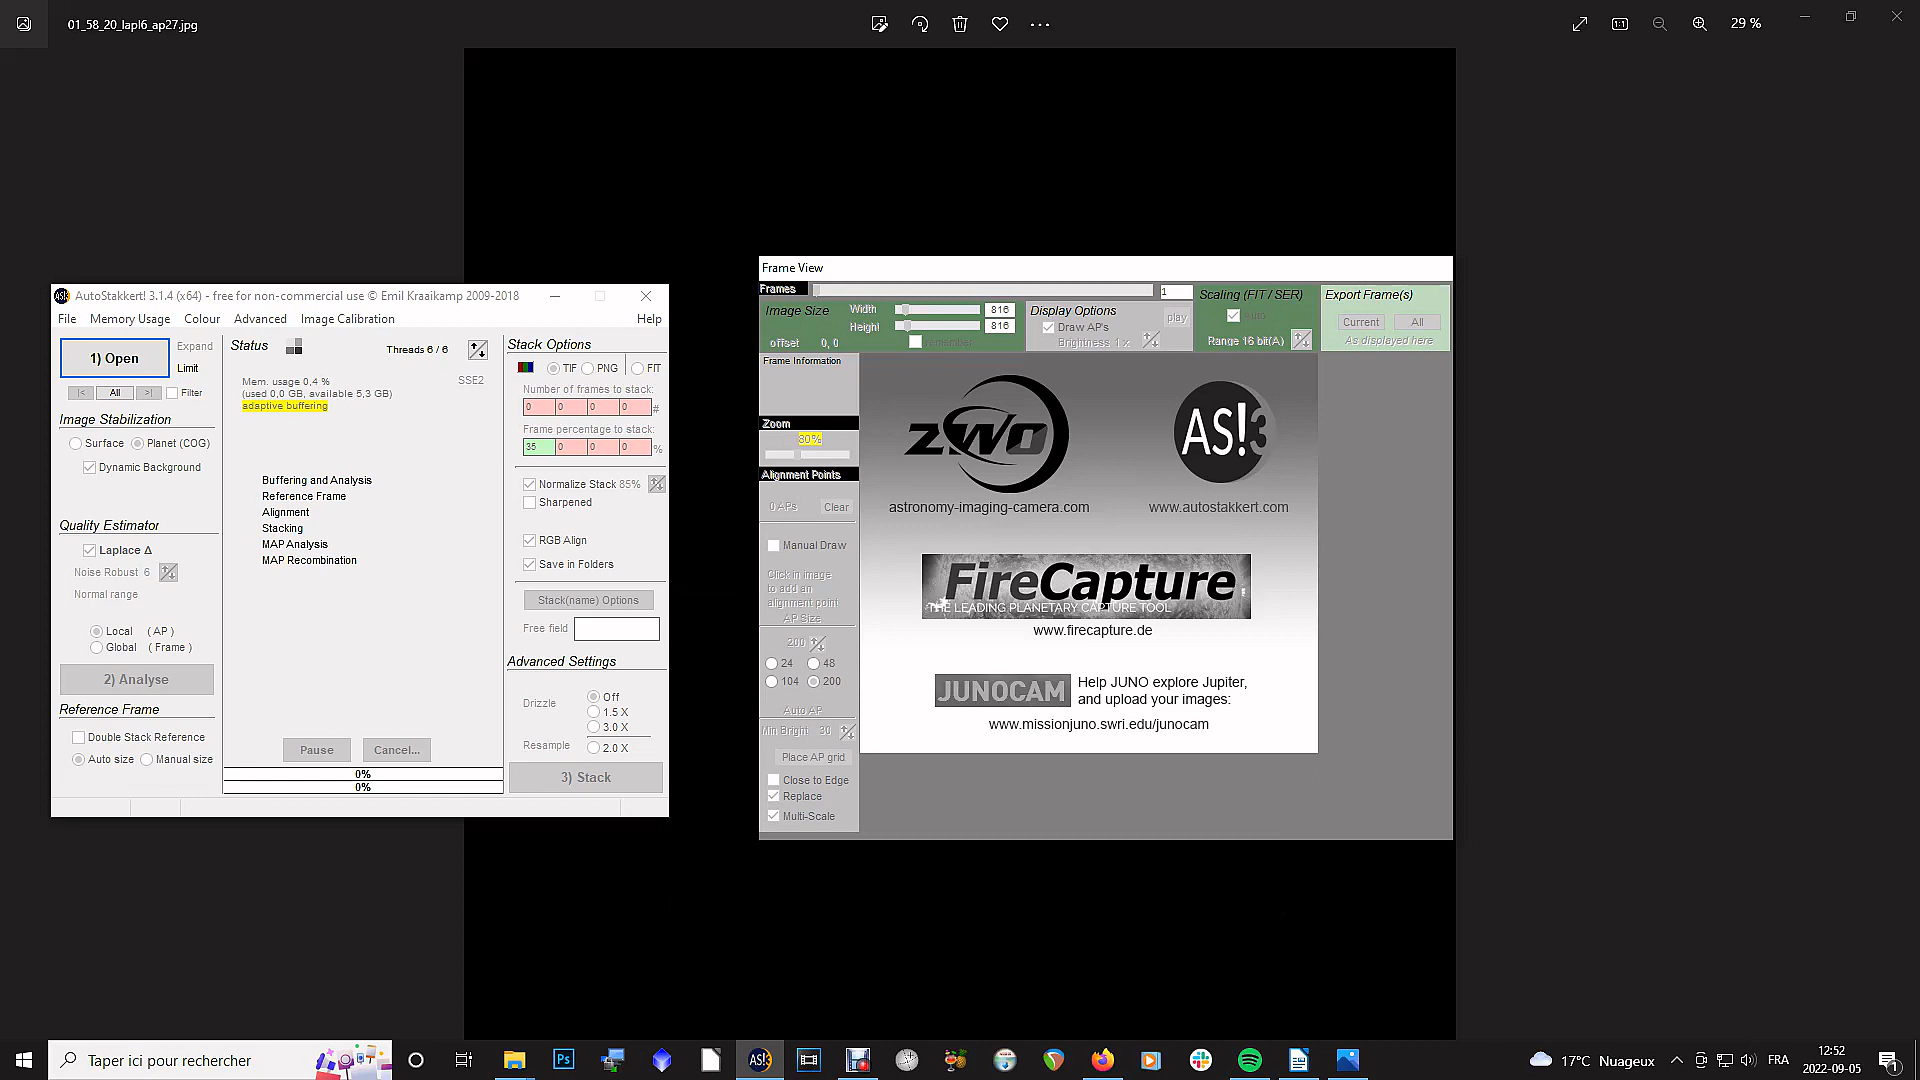 01_58_20_lapl6_ap27.jpg
29 %
AutoStakkert! 3.1.4 (x64) - free for non-commercial use © Emil Kraaikamp 2009-2018
File Memory Usage Colour Advanced Image Calibration Help
1) Open
Expand
Limit
|< All >| Filter
Image Stabilization
Surface Planet (COG)
Dynamic Background
Quality Estimator
Laplace Δ
Noise Robust 6
Normal range
Local (AP)
Global (Frame)
2) Analyse
Reference Frame
Double Stack Reference
Auto size Manual size
Status
Threads 6 / 6
Mem. usage 0,4 %
(used 0,0 GB, available 5,3 GB)
adaptive buffering
SSE2
Buffering and Analysis
Reference Frame
Alignment
Stacking
MAP Analysis
MAP Recombination
Pause Cancel...
0%
0%
Stack Options
TIF PNG FIT
Number of frames to stack:
0 0 0 0 #
Frame percentage to stack:
35 0 0 0 %
Normalize Stack 85%
Sharpened
RGB Align
Save in Folders
Stack(name) Options
Free field
Advanced Settings
Drizzle
Off
1.5 X
3.0 X
Resample
2.0 X
3) Stack
Frame View
Frames
1
Image Size
Width 816
Height 816
offset 0, 0
remember
Display Options
Draw AP's
Brightness 1 x
play
Scaling (FIT / SER)
Auto
Range 16 bit(A)
Export Frame(s)
Current All
As displayed here
Frame Information
Zoom
80%
Alignment Points
0 APs Clear
Manual Draw
Click in image
to add an
alignment point
AP Size
200
24 48
104 200
Auto AP
Min Bright 30
Place AP grid
Close to Edge
Replace
Multi-Scale
ZWO
astronomy-imaging-camera.com
AS!3
www.autostakkert.com
FireCapture
THE LEADING PLANETARY CAPTURE TOOL
www.firecapture.de
JUNOCAM
Help JUNO explore Jupiter,
and upload your images:
www.missionjuno.swri.edu/junocam
Taper ici pour rechercher
Ps
AS!3
17°C Nuageux
FRA
12:52
2022-09-05
1